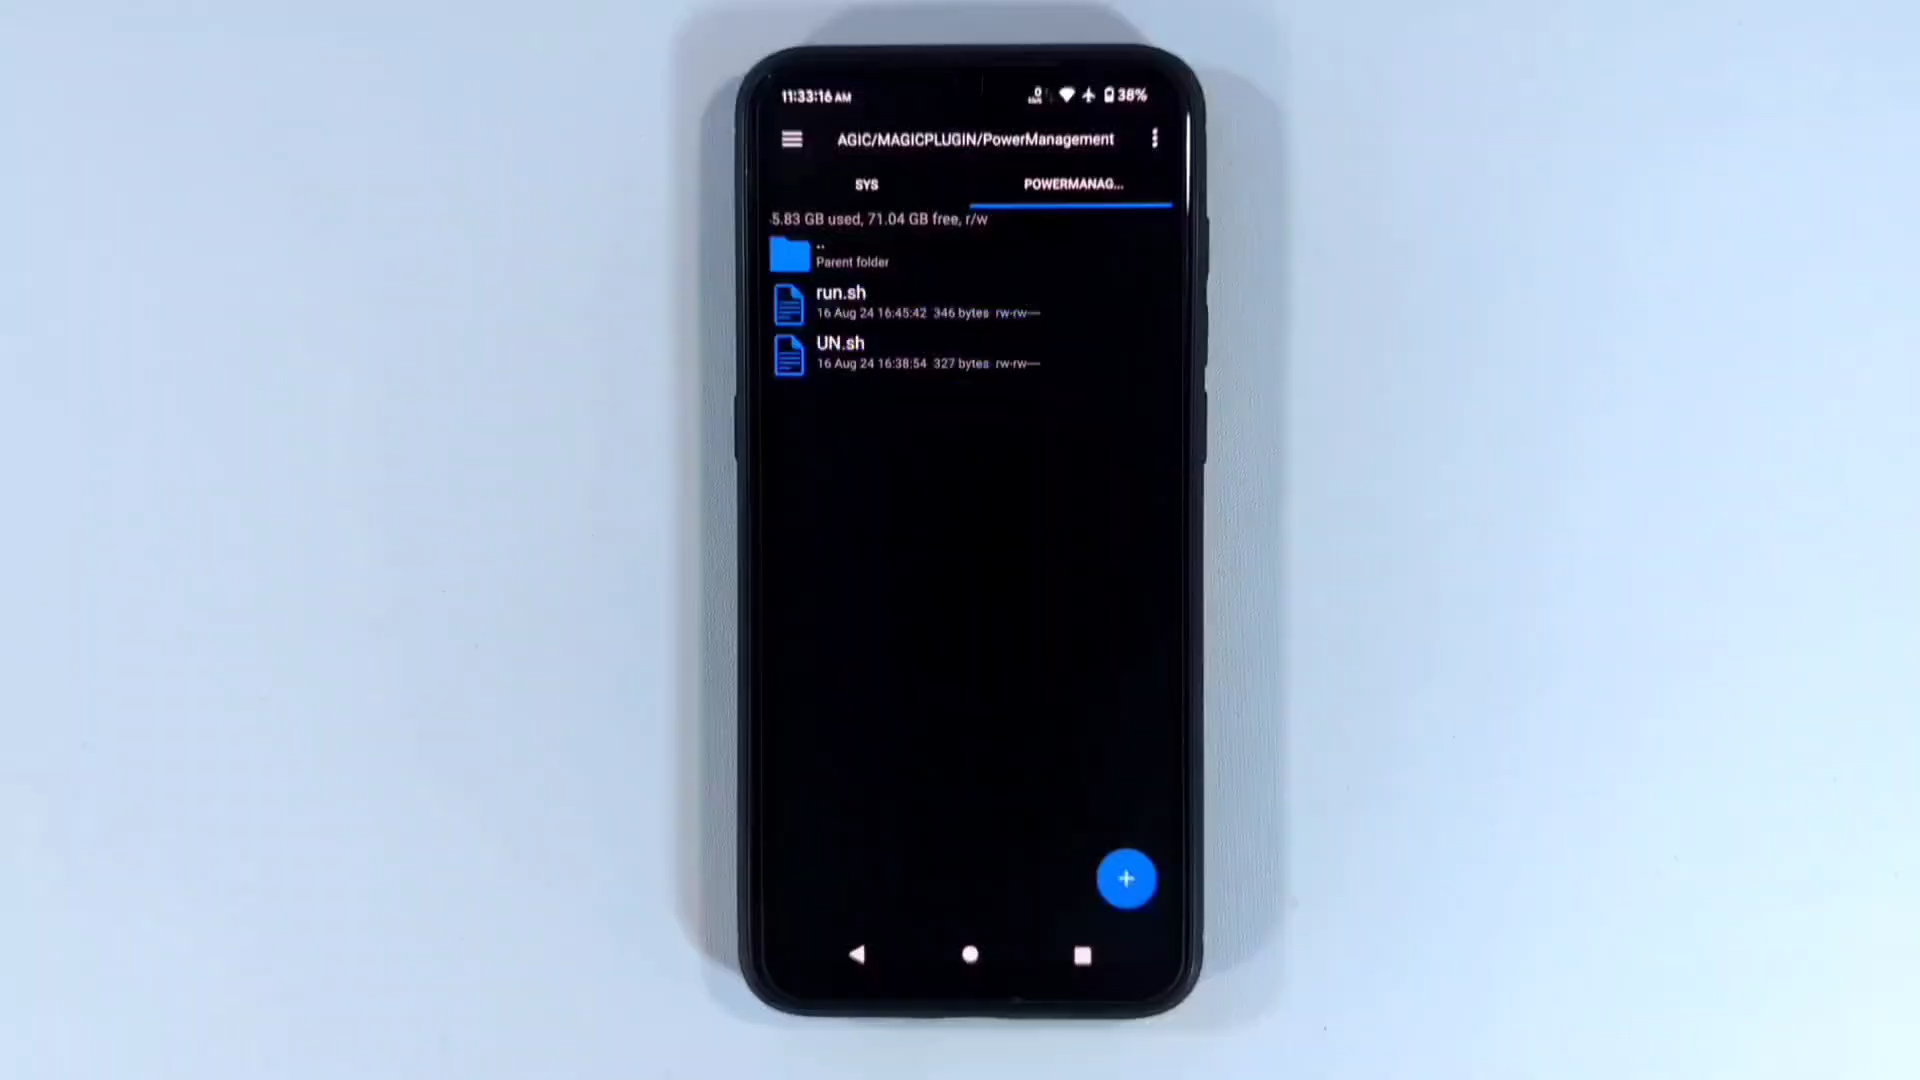 11:33:16 AM
0
38%
AGIC/MAGICPLUGIN/PowerManagement
SYS
POWERMANAG...
5.83 GB used, 71.04 GB free, r/w
..
Parent folder
run.sh
16 Aug 24 16:45:42 346 bytes rw-rw----
UN.sh
16 Aug 24 16:38:54 327 bytes rw-rw----